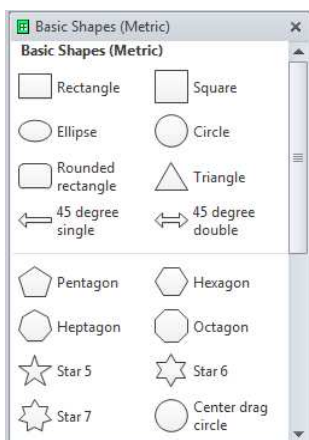 Basic Shapes (Metric)
Basic Shapes (Metric)
Rectangle
Square
Ellipse
Circle
Rounded
rectangle
Triangle
45 degree
single
45 degree
double
Pentagon
Hexagon
Heptagon
Octagon
Star 5
Star 6
Star 7
Center drag
circle